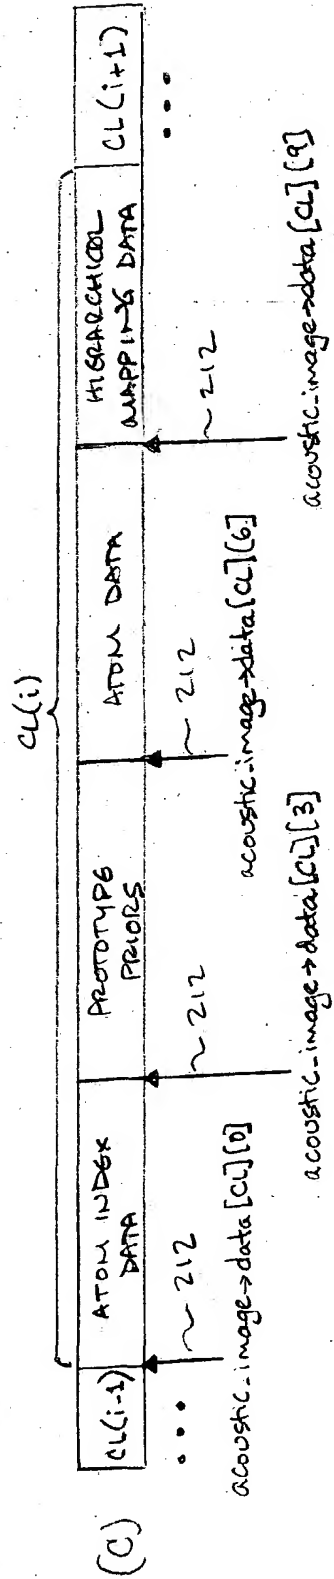 (C)
CL(i)
CL(i-1)
ATOM INDEX
DATA
PROTOTYPE
PRIORS
ATOM DATA
HIERARCHICAL
MAPPING DATA
CL(i+1)
...
~ 212
~ 212
~ 212
~ 212
...
acoustic_image→data[CL][0]
acoustic_image→data[CL][3]
acoustic_image→data[CL][6]
acoustic_image→data[CL][9]